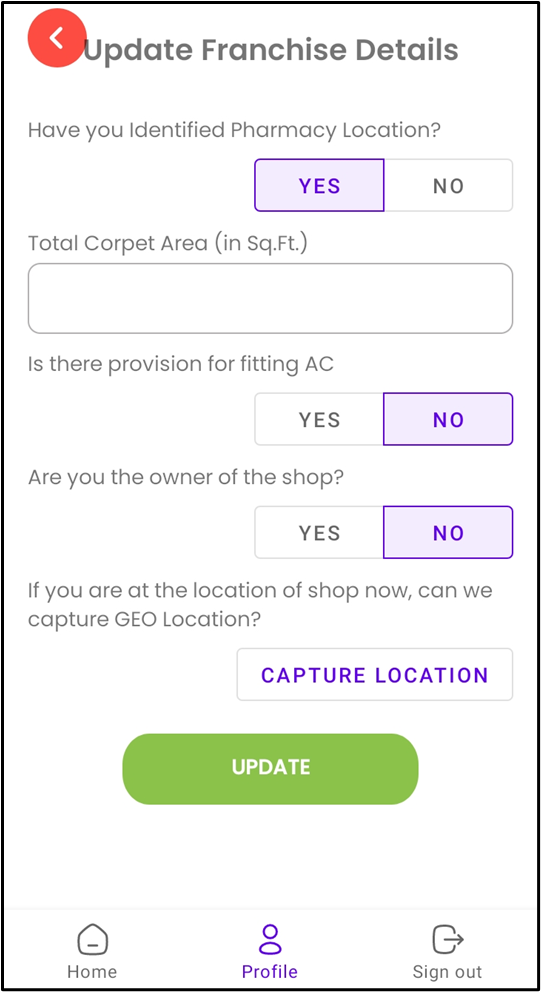 Update Franchise Details
Have you Identified Pharmacy Location?
YES NO
Total Corpet Area (in Sq.Ft.)
Is there provision for fitting AC
YES NO
Are you the owner of the shop?
YES NO
If you are at the location of shop now, can we
capture GEO Location?
CAPTURE LOCATION
UPDATE
Home Profile Sign out